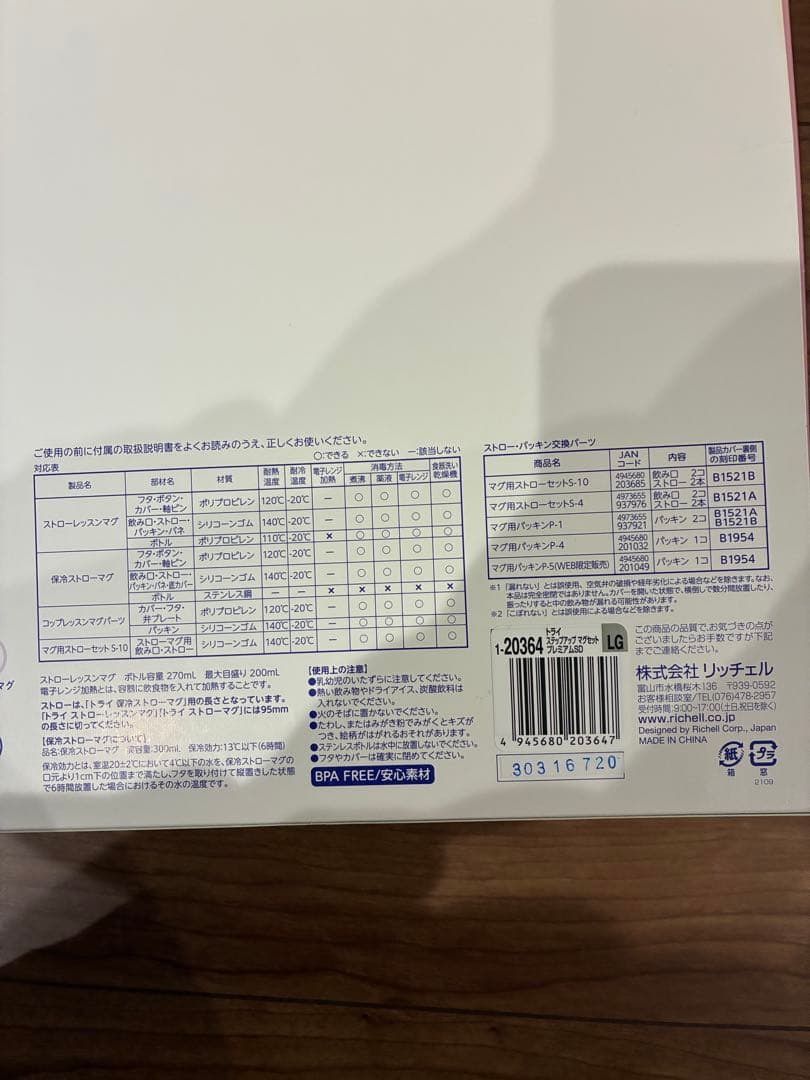 ご使用の前に付属の取扱説明書をよくお読みのうえ、正しくお使いください。
対応表 ○:できる ×:できない －:該当しない
製品名 部材名 材質 耐熱温度 耐冷温度 電子レンジ加熱 消毒方法 食器洗い乾燥機
煮沸 薬液 電子レンジ
ストローレッスンマグ フタ・ボタン・カバー・軸ピン ポリプロピレン 120℃ -20℃ － ○ ○ ○ ○
飲み口・ストロー・パッキン・バネ シリコーンゴム 140℃ -20℃ － ○ ○ ○ ○
ボトル ポリプロピレン 110℃ -20℃ × ○ ○ ○ ○
保冷ストローマグ フタ・ボタン・カバー・軸ピン ポリプロピレン 120℃ -20℃ － ○ ○ ○ ○
飲み口・ストロー・パッキン・バネ・底カバー シリコーンゴム 140℃ -20℃ － ○ ○ ○ ○
ボトル ステンレス鋼 － － × × × × ×
コップレッスンマグパーツ カバー・フタ・弁プレート ポリプロピレン 120℃ -20℃ － ○ ○ ○ ○
パッキン シリコーンゴム 140℃ -20℃ － ○ ○ ○ ○
マグ用ストローセット S-10 ストローマグ用飲み口・ストロー シリコーンゴム 140℃ -20℃ － ○ ○ ○ ○
ストローレッスンマグ ボトル容量 270mL 最大目盛り 200mL
電子レンジ加熱とは、容器に飲食物を入れて加熱することです。
ストローは、「トライ 保冷ストローマグ」用の長さとなっています。
「トライ ストローレッスンマグ」「トライ ストローマグ」には95mm
の長さに切ってください。
【保冷ストローマグについて】
品名:保冷ストローマグ 実容量:300mL 保冷効力:13℃以下(6時間)
保冷効力とは、室温20±2℃において4℃以下の水を、保冷ストローマグの
口元より1cm下の位置まで満たし、フタを取り付けて縦置きした状態
で6時間放置した場合におけるその水の温度です。
【使用上の注意】
●乳幼児のいたずらに注意してください。
●熱い飲み物やドライアイス、炭酸飲料は
入れないでください。
●火のそばに置かないでください。
●たわし、またはみがき粉でみがくとキズが
つき、絵柄がはがれるおそれがあります。
●ステンレスボトルは水中に放置しないでください。
●フタやカバーは確実に閉めてください。
BPA FREE/安心素材
ストロー・パッキン交換パーツ
商品名 JANコード 内容 製品カバー裏側の刻印番号
マグ用ストローセットS-10 4945680 203685 飲み口 2コ ストロー 2本 B1521B
マグ用ストローセットS-4 4973655 937976 飲み口 2コ ストロー 2本 B1521A
マグ用パッキンP-1 4973655 937921 パッキン 2コ B1521A B1521B
マグ用パッキンP-4 4945680 201032 パッキン 1コ B1954
マグ用パッキンP-5(WEB限定販売) 4945680 201049 パッキン 1コ B1954
※1 「漏れない」とは誤使用、空気弁の破損や経年劣化による場合などを除きます。なお、
本品は完全密閉ではありません。カバーを開いた状態で、横倒しで数分間放置したり、
振ったりすると中の飲み物が漏れる可能性があります。
※2 「こぼれない」とは誤使用による場合などを除きます。
トライ
1-20364 ステップアップ マグセット
プレミアムSD
LG
4 945680 203647
30316720
この商品の品質で、お気づきの点が
ございましたらお手数ですが下記
までご連絡ください。
株式会社 リッチェル
富山市水橋桜木136 〒939-0592
お客様相談室/TEL(076)478-2957
受付時間:9:00-17:00(土日,祝日を除く)
www.richell.co.jp
Designed by Richell Corp., Japan
MADE IN CHINA
紙 プラ
箱 窓
2109
マグ